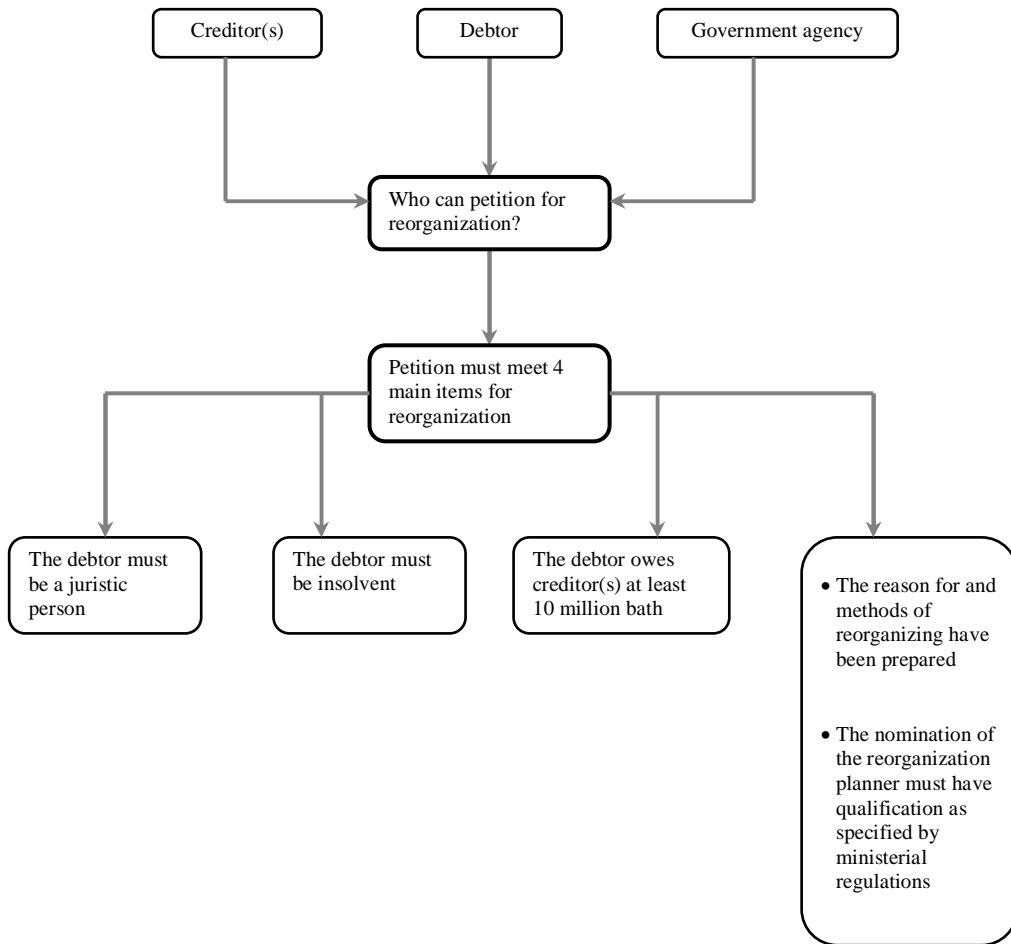 Creditor(s)
Debtor
Government agency
Who can petition for
reorganization?
Petition must meet 4
main items for
reorganization
The debtor must
be a juristic
person
The debtor must
be insolvent
The debtor owes
creditor(s) at least
10 million bath
• The reason for and
methods of
reorganizing have
been prepared
• The nomination of
the reorganization
planner must have
qualification as
specified by
ministerial
regulations